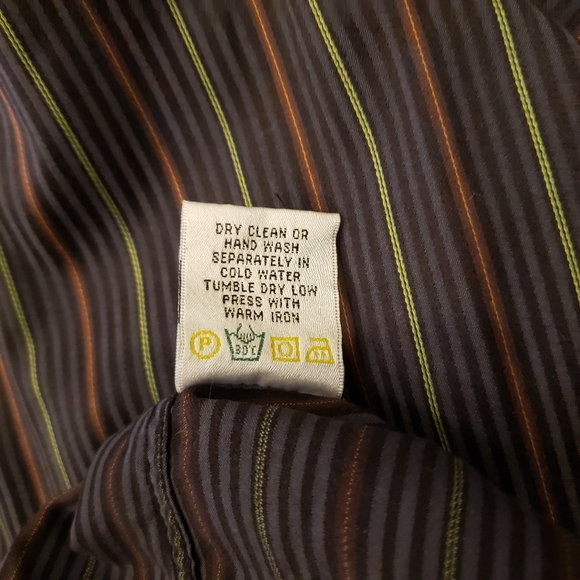 DRY CLEAN OR
HAND WASH
SEPARATELY IN
COLD WATER
TUMBLE DRY LOW
PRESS WITH
WARM IRON
P 30°C